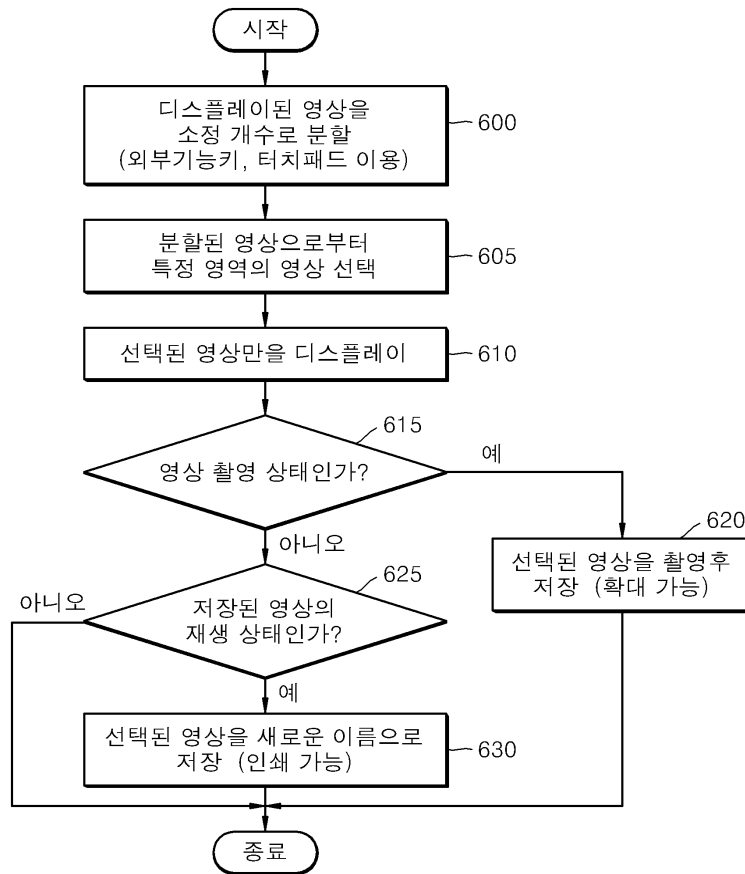 시작
디스플레이된 영상을
소정 개수로 분할
(외부기능키, 터치패드 이용)
600
분할된 영상으로부터
특정 영역의 영상 선택
605
선택된 영상만을 디스플레이
610
615
영상 촬영 상태인가?
예
아니오
620
선택된 영상을 촬영후
저장 (확대 가능)
625
아니오
저장된 영상의
재생 상태인가?
예
선택된 영상을 새로운 이름으로
저장 (인쇄 가능)
630
종료